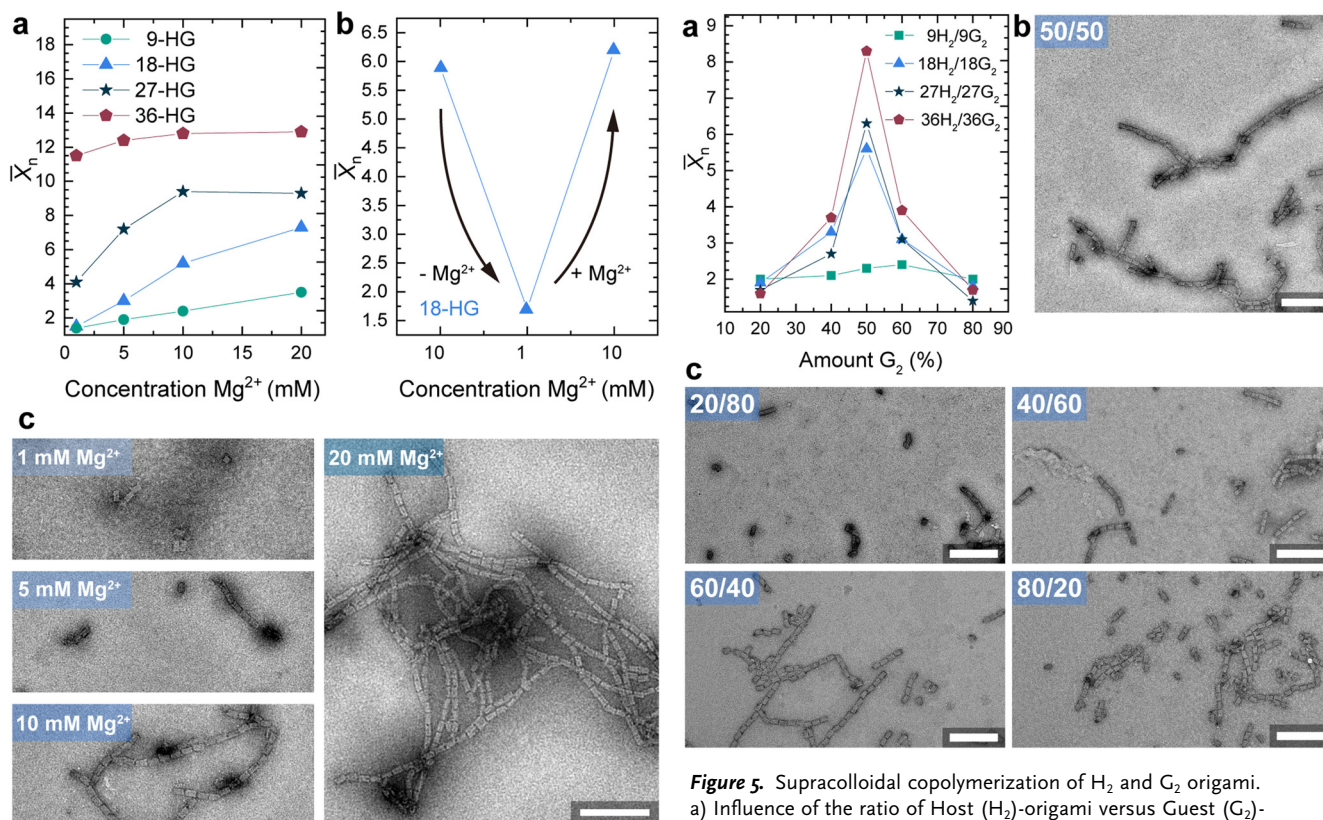 a
18
16
14
12
10
8
6
4
2
X̅n
9-HG
18-HG
27-HG
36-HG
0 5 10 15 20
Concentration Mg²⁺ (mM)
b
6.5
6.0
5.5
5.0
4.5
4.0
3.5
3.0
2.5
2.0
1.5
X̅n
- Mg²⁺
+ Mg²⁺
18-HG
10 1 10
Concentration Mg²⁺ (mM)
c
1 mM Mg²⁺
5 mM Mg²⁺
10 mM Mg²⁺
20 mM Mg²⁺
a
9
8
7
6
5
4
3
2
X̅n
9H₂/9G₂
18H₂/18G₂
27H₂/27G₂
36H₂/36G₂
10 20 30 40 50 60 70 80 90
Amount G₂ (%)
b
50/50
c
20/80
40/60
60/40
80/20
Figure 5. Supracolloidal copolymerization of H₂ and G₂ origami.
a) Influence of the ratio of Host (H₂)-origami versus Guest (G₂)-